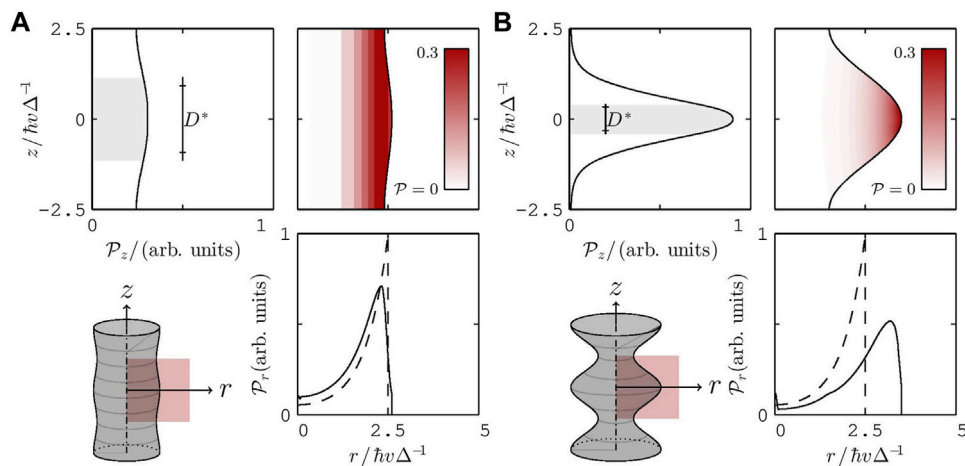 A
2.5
0
-2.5
z / ħvΔ⁻¹
D*
0
1
𝒫z / (arb. units)
0.3
𝒫 = 0
z
r
1
0
𝒫r (arb. units)
2.5
5
r / ħvΔ⁻¹
B
2.5
0
-2.5
z / ħvΔ⁻¹
D*
0
1
𝒫z / (arb. units)
0.3
𝒫 = 0
z
r
1
0
𝒫r (arb. units)
2.5
5
r / ħvΔ⁻¹